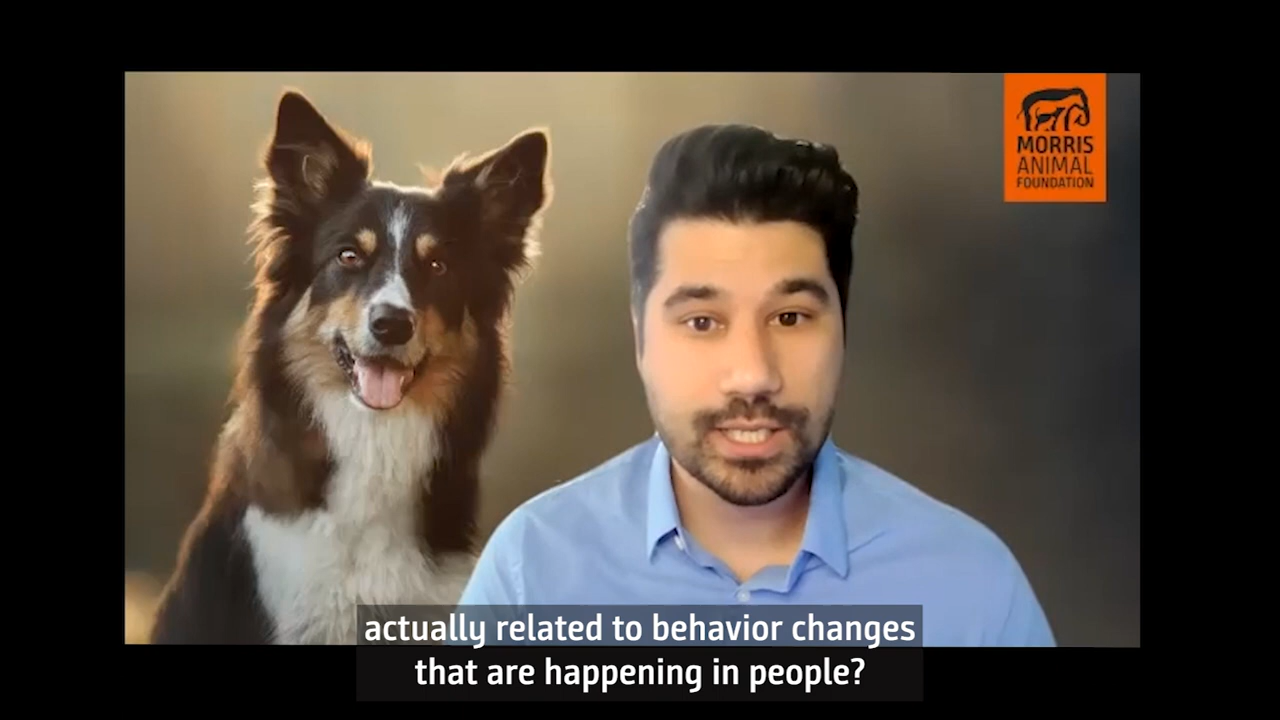 MORRIS
ANIMAL
FOUNDATION
actually related to behavior changes
that are happening in people?